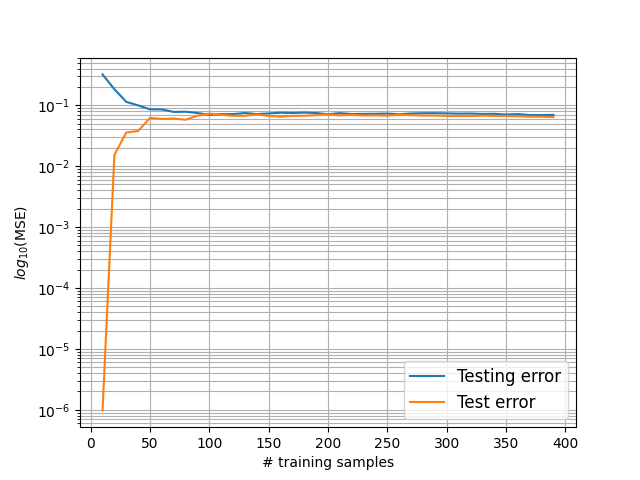 10⁻¹
10⁻²
10⁻³
10⁻⁴
10⁻⁵
10⁻⁶
log₁₀(MSE)
Testing error
Test error
0 50 100 150 200 250 300 350 400
# training samples